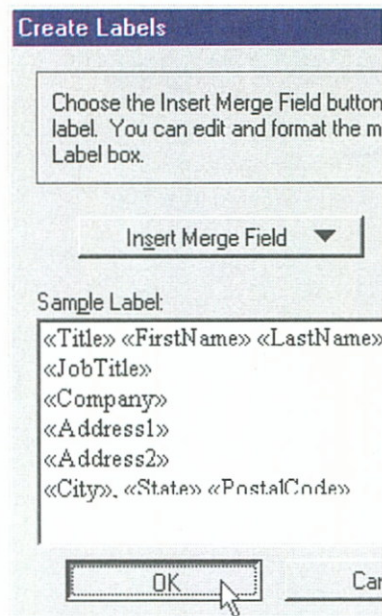 Create Labels
Choose the Insert Merge Field button
label. You can edit and format the m
Label box.
Insert Merge Field
Sample Label:
«Title» «FirstName» «LastName»
«JobTitle»
«Company»
«Address1»
«Address2»
«City», «State» «PostalCode»
OK